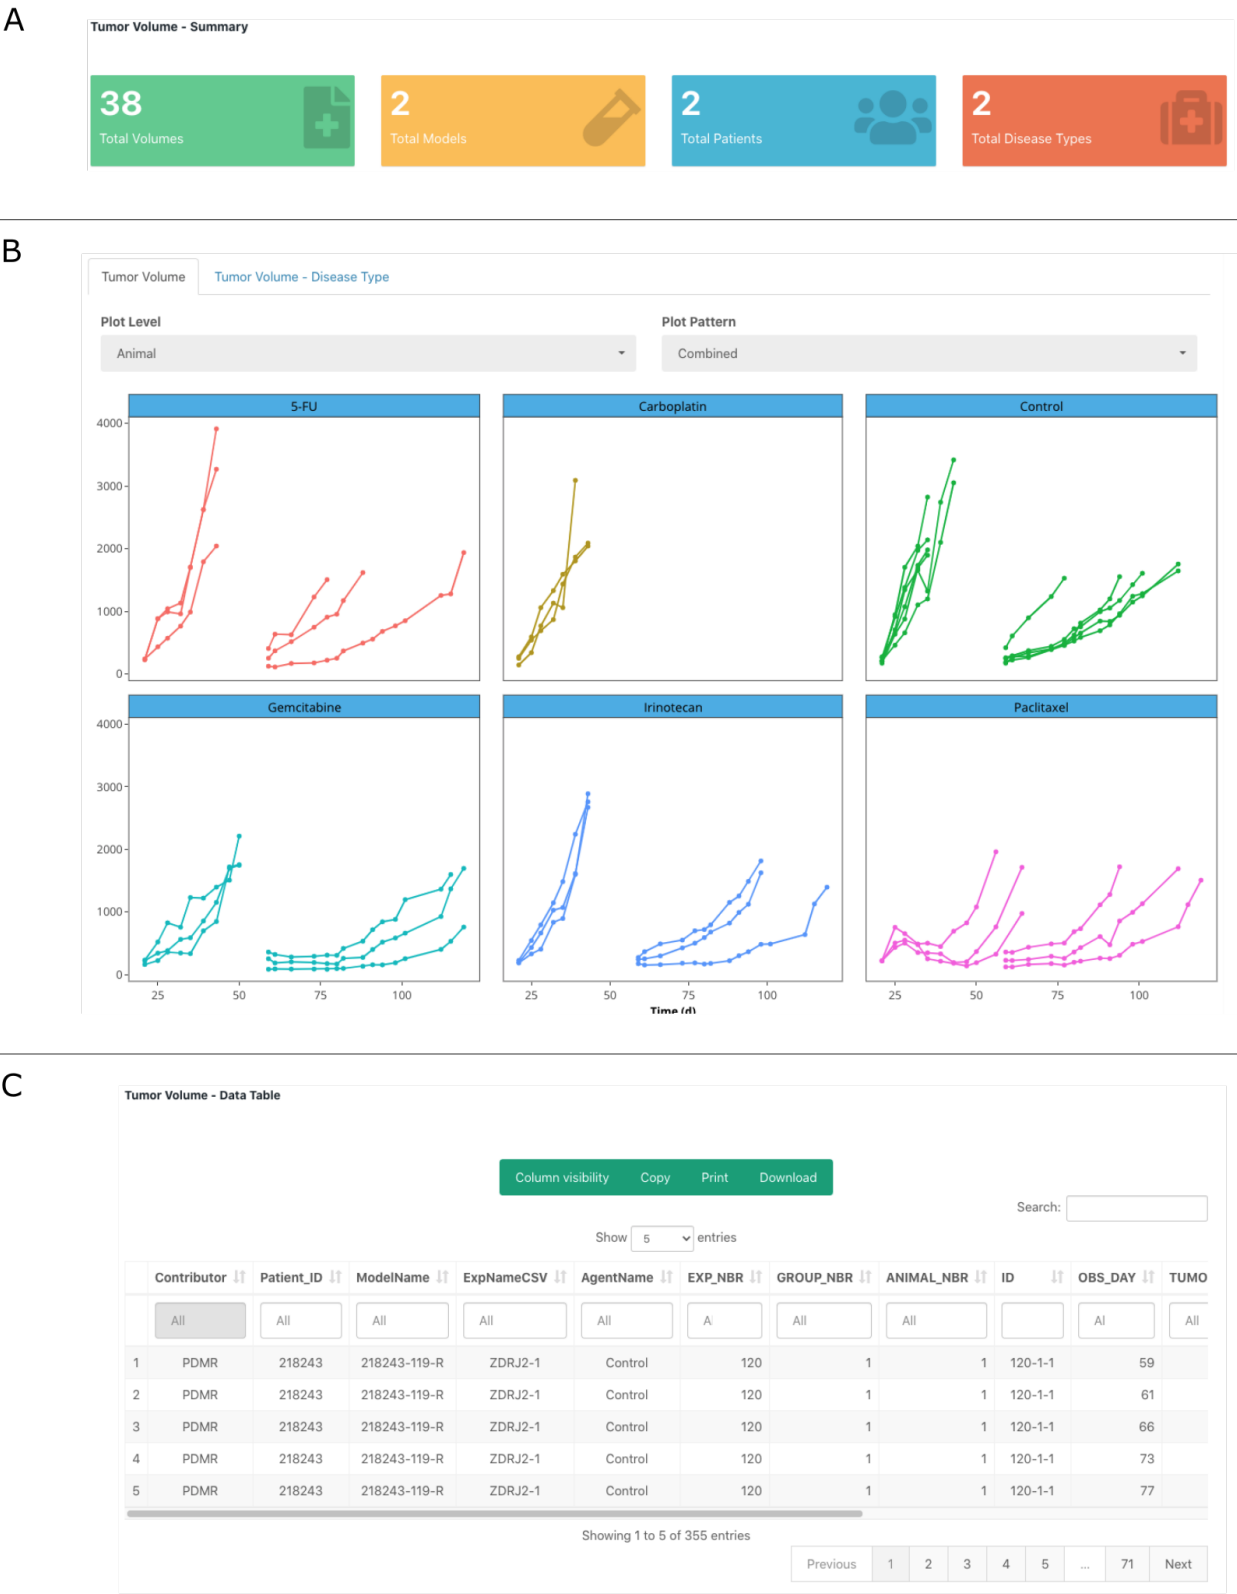 A
Tumor Volume - Summary
38 2 2 2
Total Volumes Total Models Total Patients Total Disease Types
B
Tumor Volume Tumor Volume - Disease Type
Plot Level Plot Pattern
Animal Combined
5-FU Carboplatin Control
4000
3000
2000
1000
0
Gemcitabine Irinotecan Paclitaxel
4000
3000
2000
1000
0
25 50 75 100 25 50 75 100 25 50 75 100
Time (d)
C
Tumor Volume - Data Table
Column visibility Copy Print Download
Search:
Show 5 entries
Contributor Patient_ID ModelName ExpNameCSV AgentName EXP_NBR GROUP_NBR ANIMAL_NBR ID OBS_DAY TUMO
All All All All All A All All Al All
1 PDMR 218243 218243-119-R ZDRJ2-1 Control 120 1 1 120-1-1 59
2 PDMR 218243 218243-119-R ZDRJ2-1 Control 120 1 1 120-1-1 61
3 PDMR 218243 218243-119-R ZDRJ2-1 Control 120 1 1 120-1-1 66
4 PDMR 218243 218243-119-R ZDRJ2-1 Control 120 1 1 120-1-1 73
5 PDMR 218243 218243-119-R ZDRJ2-1 Control 120 1 1 120-1-1 77
Showing 1 to 5 of 355 entries
Previous 1 2 3 4 5 ... 71 Next